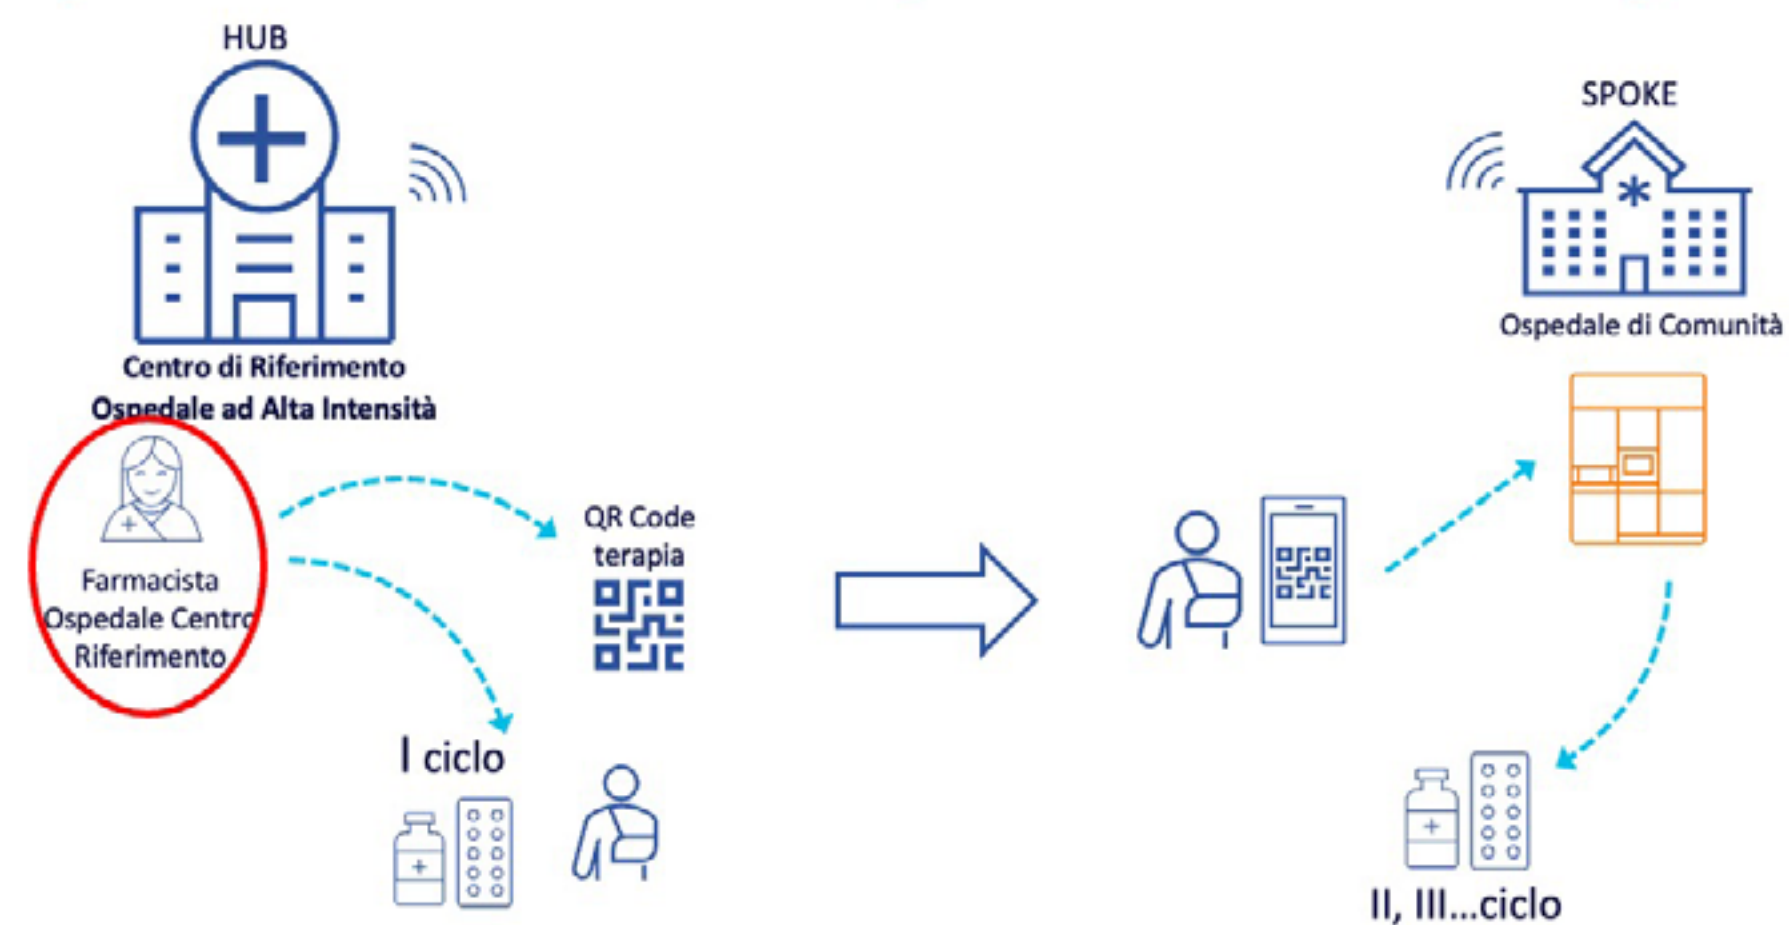 HUB
Centro di Riferimento
Ospedale ad Alta Intensità
Farmacista
Ospedale Centro
Riferimento
QR Code
terapia
I ciclo
SPOKE
Ospedale di Comunità
II, III...ciclo